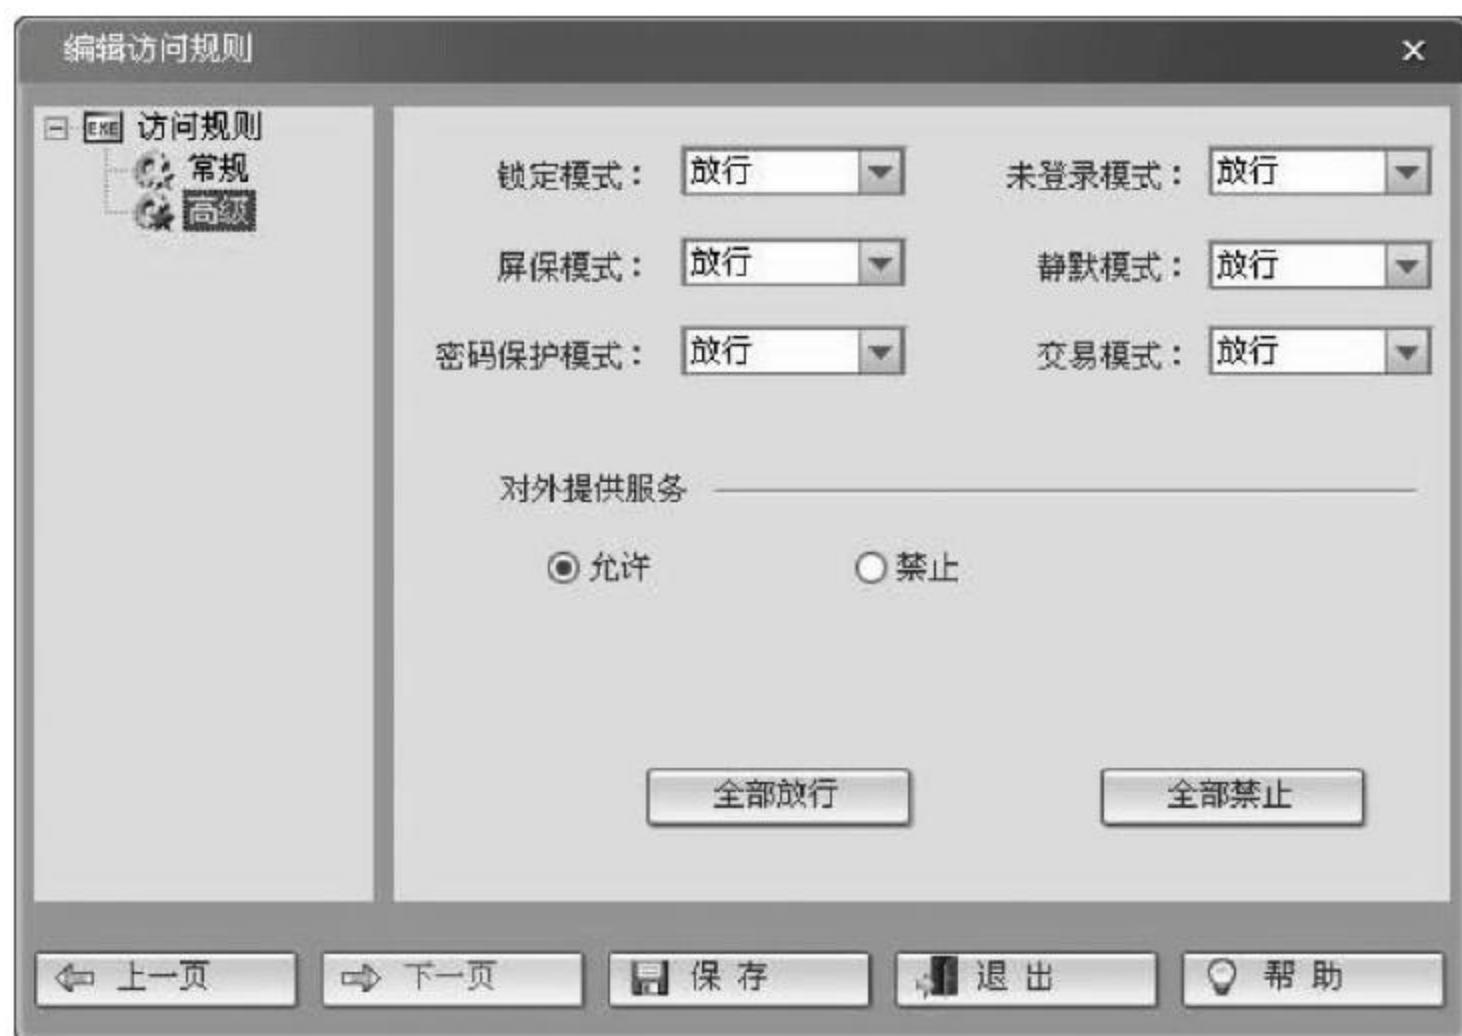 编辑访问规则
访问规则
常规
高级
锁定模式： 放行 未登录模式： 放行
屏保模式： 放行 静默模式： 放行
密码保护模式： 放行 交易模式： 放行
对外提供服务
允许 禁止
全部放行 全部禁止
上一页 下一页 保存 退出 帮助